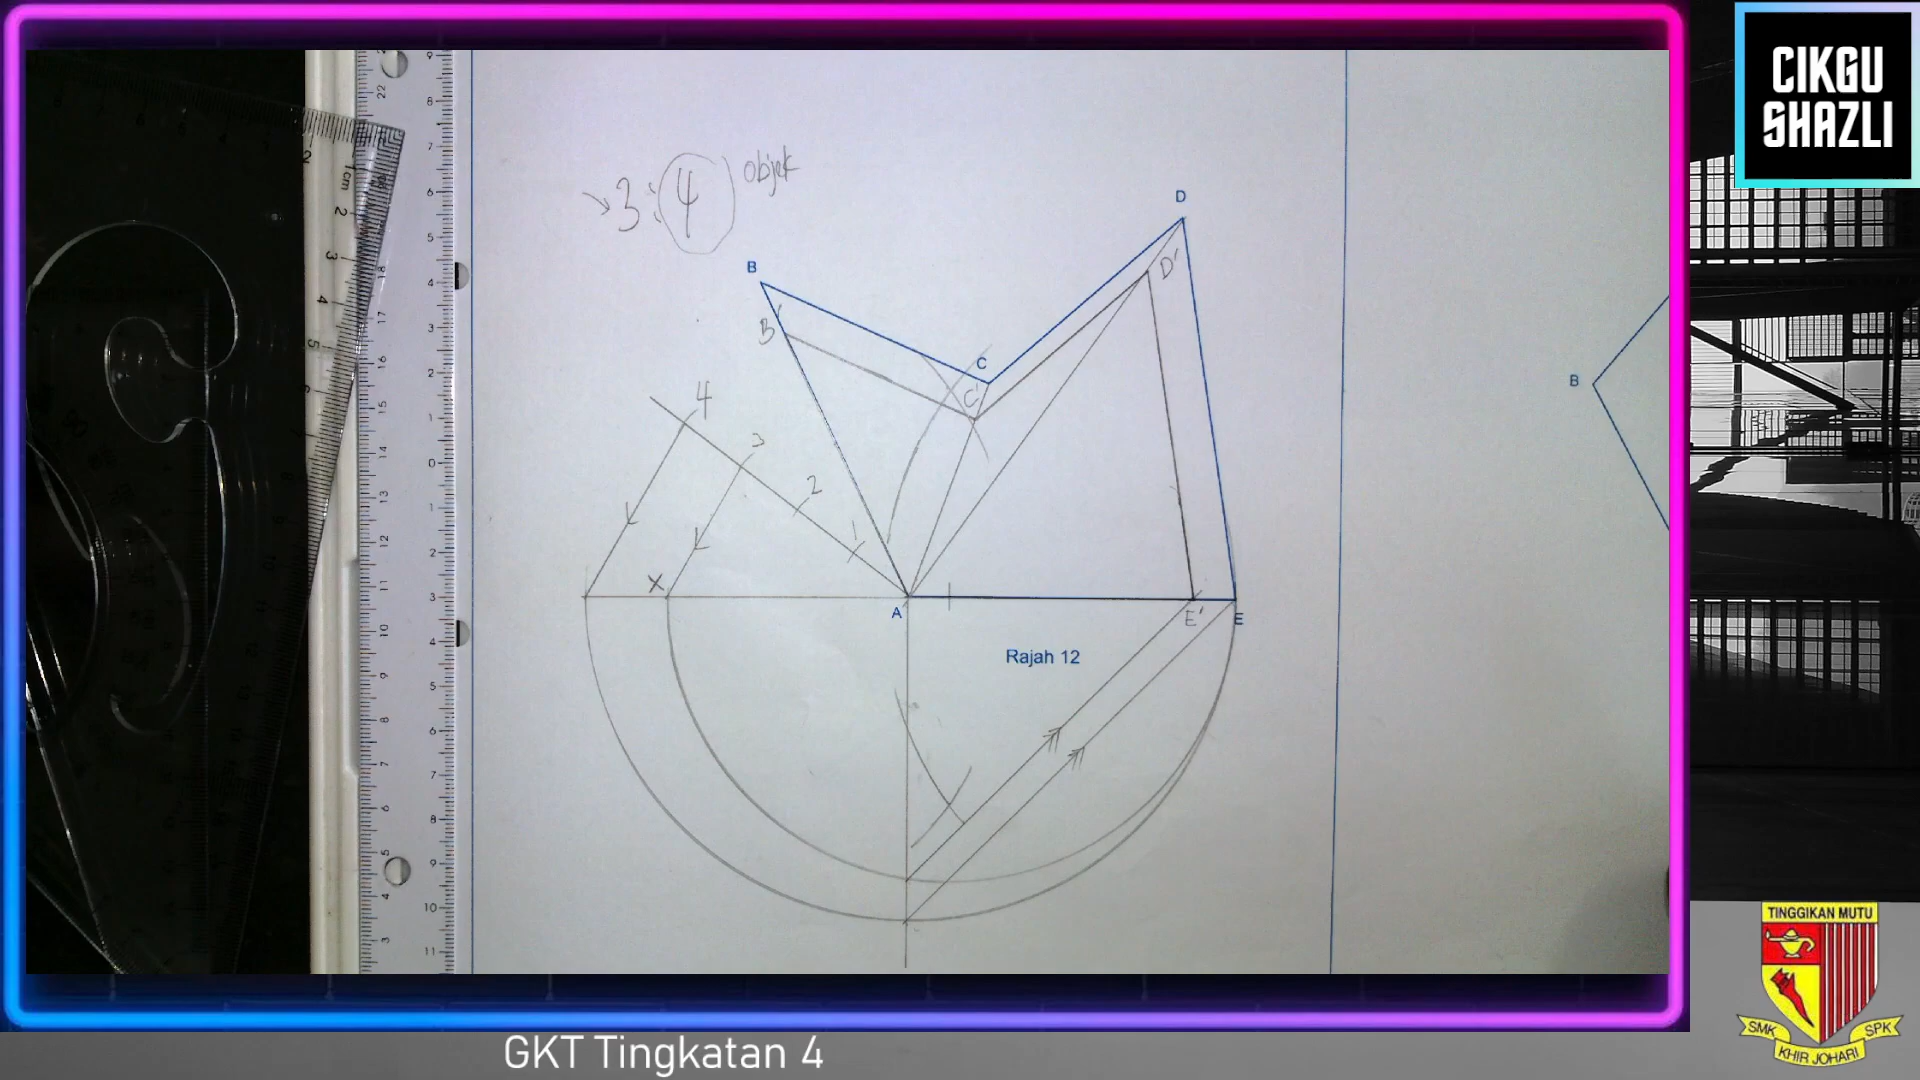 CIKGU
SHAZLI
3:4 objek
D
D'
B
B'
C
C'
B
4
3
2
1
X
A
E'
E
Rajah 12
TINGGIKAN MUTU
SMK
SPK
KHIR JOHARI
GKT Tingkatan 4